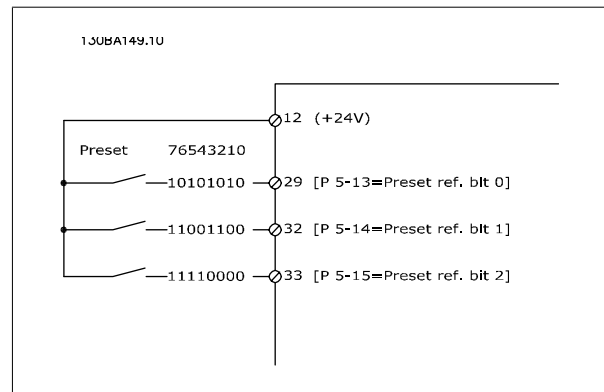 130BA149.10
12 (+24V)
Preset 76543210
10101010 29 [P 5-13=Preset ref. bit 0]
11001100 32 [P 5-14=Preset ref. bit 1]
11110000 33 [P 5-15=Preset ref. bit 2]